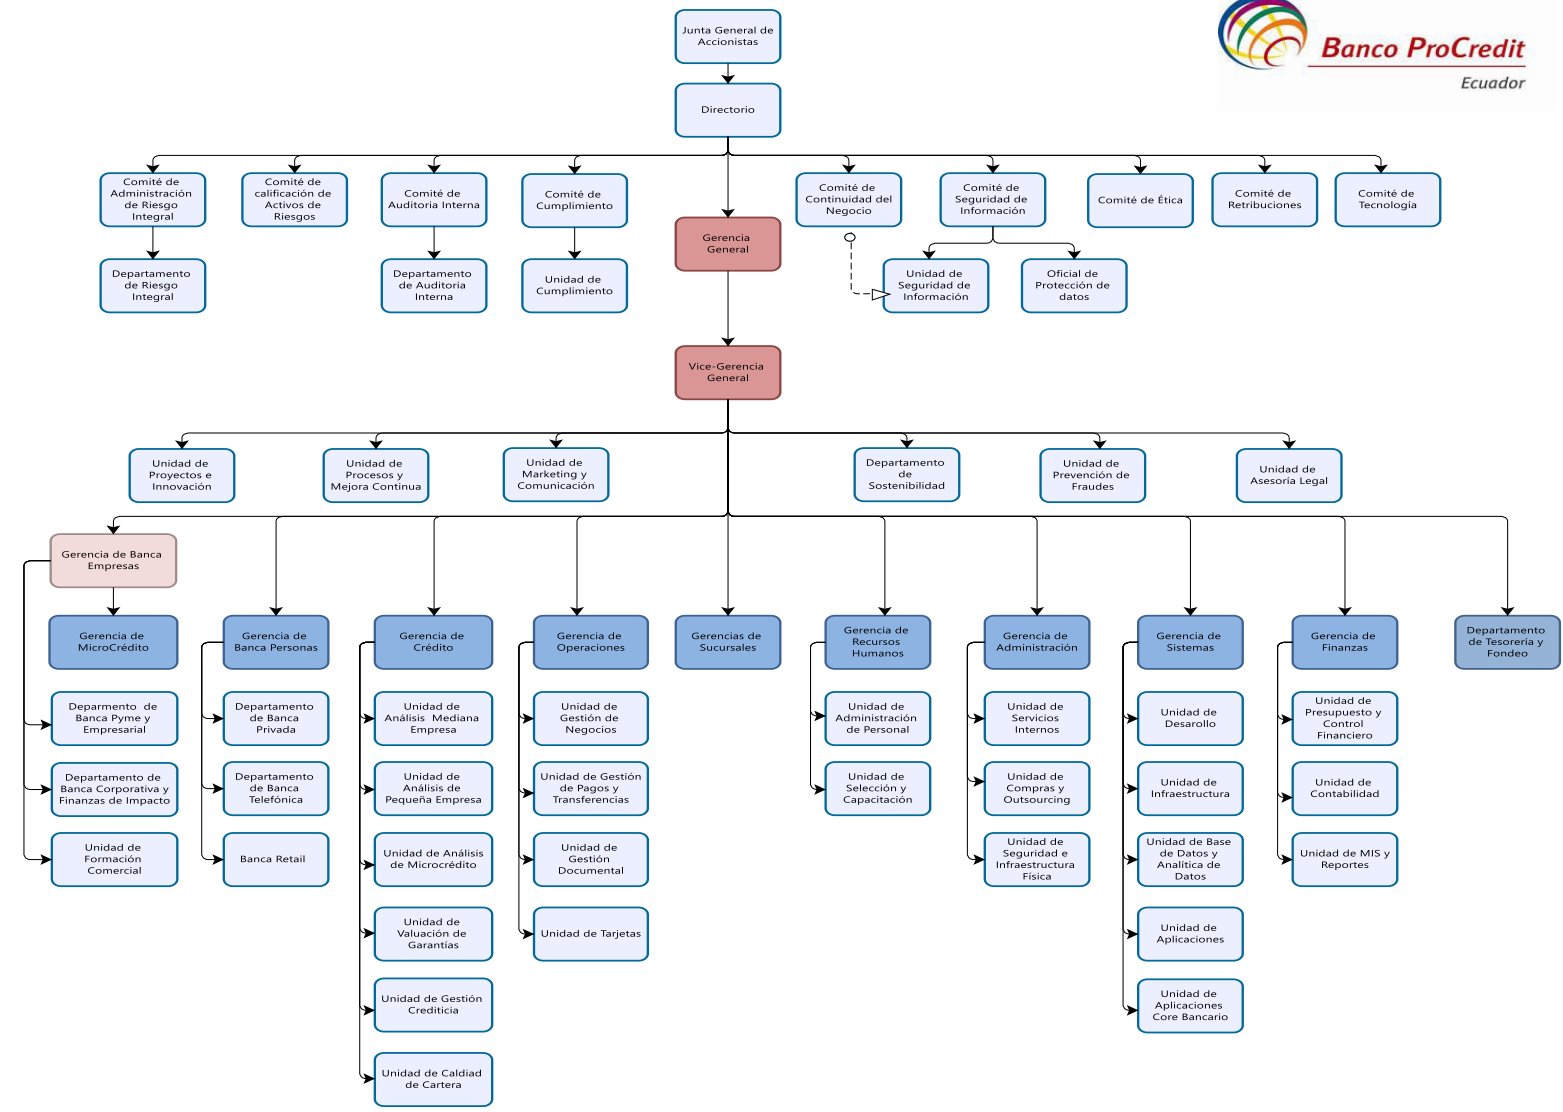 Junta General de
Accionistas
Banco ProCredit
Ecuador
Directorio
Comité de
Administración
de Riesgo
Integral
Comité de
calificación de
Activos de
Riesgos
Comité de
Auditoria Interna
Comité de
Cumplimiento
Comité de
Continuidad del
Negocio
Comité de
Seguridad de
Información
Comité de Ética
Comité de
Retribuciones
Comité de
Tecnología
Gerencia
General
Departamento
de Riesgo
Integral
Departamento
de Auditoria
Interna
Unidad de
Cumplimiento
Unidad de
Seguridad de
Información
Oficial de
Protección de
datos
Vice-Gerencia
General
Unidad de
Proyectos e
Innovación
Unidad de
Procesos y
Mejora Continua
Unidad de
Marketing y
Comunicación
Departamento
de
Sostenibilidad
Unidad de
Prevención de
Fraudes
Unidad de
Asesoría Legal
Gerencia de Banca
Empresas
Gerencia de
MicroCrédito
Gerencia de
Banca Personas
Gerencia de
Crédito
Gerencia de
Operaciones
Gerencias de
Sucursales
Gerencia de
Recursos
Humanos
Gerencia de
Administración
Gerencia de
Sistemas
Gerencia de
Finanzas
Departamento
de Tesorería y
Fondeo
Deparmento de
Banca Pyme y
Empresarial
Departamento
de Banca
Privada
Unidad de
Análisis Mediana
Empresa
Unidad de
Gestión de
Negocios
Unidad de
Administración
de Personal
Unidad de
Servicios
Internos
Unidad de
Desarollo
Unidad de
Presupuesto y
Control
Financiero
Departamento de
Banca Corporativa y
Finanzas de Impacto
Departamento
de Banca
Telefónica
Unidad de
Análisis de
Pequeña Empresa
Unidad de Gestión
de Pagos y
Transferencias
Unidad de
Selección y
Capacitación
Unidad de
Compras y
Outsourcing
Unidad de
Infraestructura
Unidad de
Contabilidad
Unidad de
Formación
Comercial
Banca Retail
Unidad de Análisis
de Microcrédito
Unidad de
Gestión
Documental
Unidad de
Seguridad e
Infraestructura
Física
Unidad de Base
de Datos y
Analítica de
Datos
Unidad de MIS y
Reportes
Unidad de
Valuación de
Garantías
Unidad de Tarjetas
Unidad de
Aplicaciones
Unidad de Gestión
Crediticia
Unidad de
Aplicaciones
Core Bancario
Unidad de Caldiad
de Cartera